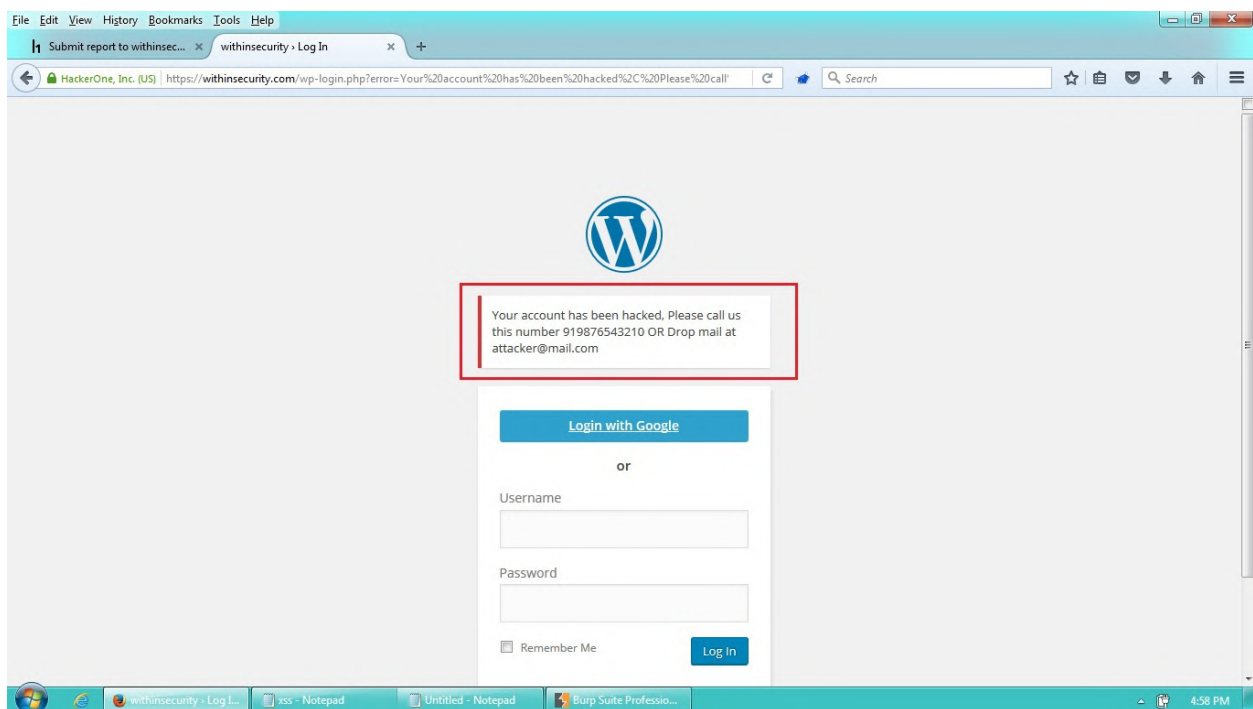 File Edit View History Bookmarks Tools Help
Submit report to withinsec...
withinsecurity › Log In
HackerOne, Inc. (US) https://withinsecurity.com/wp-login.php?error=Your%20account%20has%20been%20hacked%2C%20Please%20call'
Search
Your account has been hacked, Please call us
this number 919876543210 OR Drop mail at
attacker@mail.com
Login with Google
or
Username
Password
Remember Me
Log In
withinsecurity › Log I...
xss - Notepad
Untitled - Notepad
Burp Suite Professio...
4:58 PM